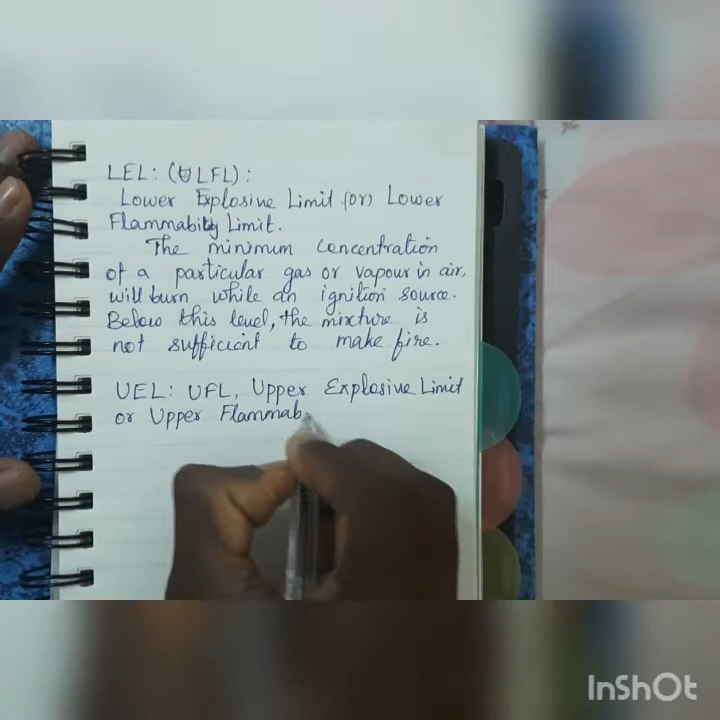 LEL: (LFL):
Lower Explosive Limit (or) Lower
Flammability Limit.
The minimum concentration
of a particular gas or vapour in air,
will burn while an ignition source.
Below this level, the mixture is
not sufficient to make fire.
UEL: UFL, Upper Explosive Limit
or Upper Flammab
InShOt